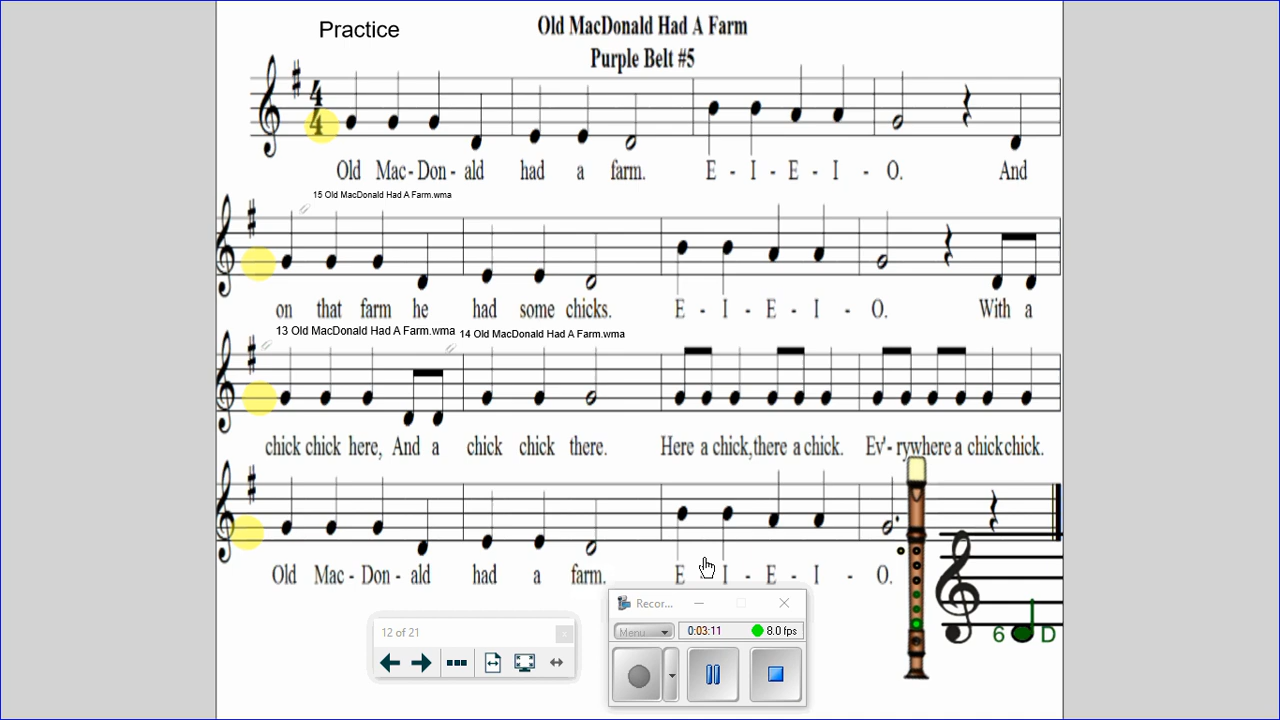 Practice
Old MacDonald Had A Farm
Purple Belt #5
4
4
Old Mac-Don-ald had a farm. E-I-E-I-O. And
15 Old MacDonald Had A Farm.wma
on that farm he had some chicks. E-I-E-I-O. With a
13 Old MacDonald Had A Farm.wma 14 Old MacDonald Had A Farm.wma
chick chick here, And a chick chick there. Here a chick, there a chick. Ev'-rywhere a chick chick.
Old Mac-Don-ald had a farm. E-I-E-I-O.
Recor...
12 of 21
Menu 0:03:11 8.0 fps
6 D